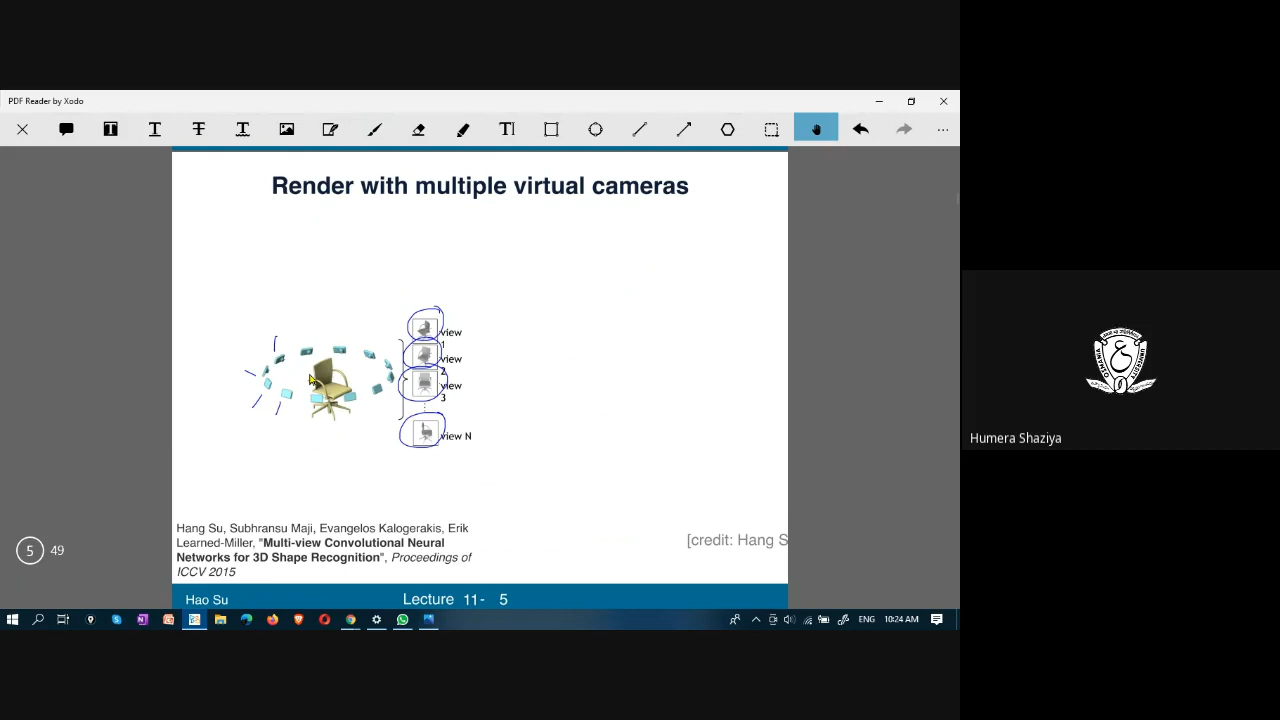 PDF Reader by Xodo
Render with multiple virtual cameras
view
1
view
2
view
3
view N
Hang Su, Subhransu Maji, Evangelos Kalogerakis, Erik
Learned-Miller, "Multi-view Convolutional Neural
Networks for 3D Shape Recognition", Proceedings of
ICCV 2015
[credit: Hang S
Hao Su
Lecture 11- 5
5 49
Humera Shaziya
ENG 10:24 AM